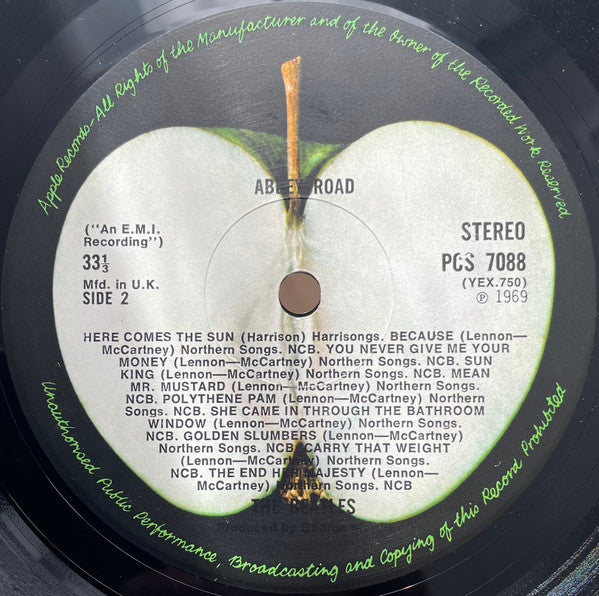 Apple Records–All Rights of the Manufacturer and of the Owner of the Recorded Work Reserved
ABBEY ROAD
("An E.M.I.
Recording")
33⅓
Mfd. in U.K.
SIDE 2
STEREO
PCS 7088
(YEX.750)
℗ 1969
HERE COMES THE SUN (Harrison) Harrisongs. BECAUSE (Lennon—
McCartney) Northern Songs. NCB. YOU NEVER GIVE ME YOUR
MONEY (Lennon—McCartney) Northern Songs. NCB. SUN
KING (Lennon—McCartney) Northern Songs. NCB. MEAN
MR. MUSTARD (Lennon—McCartney) Northern Songs.
NCB. POLYTHENE PAM (Lennon—McCartney) Northern
Songs. NCB. SHE CAME IN THROUGH THE BATHROOM
WINDOW (Lennon—McCartney) Northern Songs.
NCB. GOLDEN SLUMBERS (Lennon—McCartney) Northern
Songs. NCB. CARRY THAT WEIGHT
(Lennon—McCartney) Northern Songs.
NCB. THE END HER MAJESTY (Lennon—
McCartney) Northern Songs. NCB
THE BEATLES
Produced by George
Unauthorised Public Performance, Broadcasting and Copying of this Record Prohibited